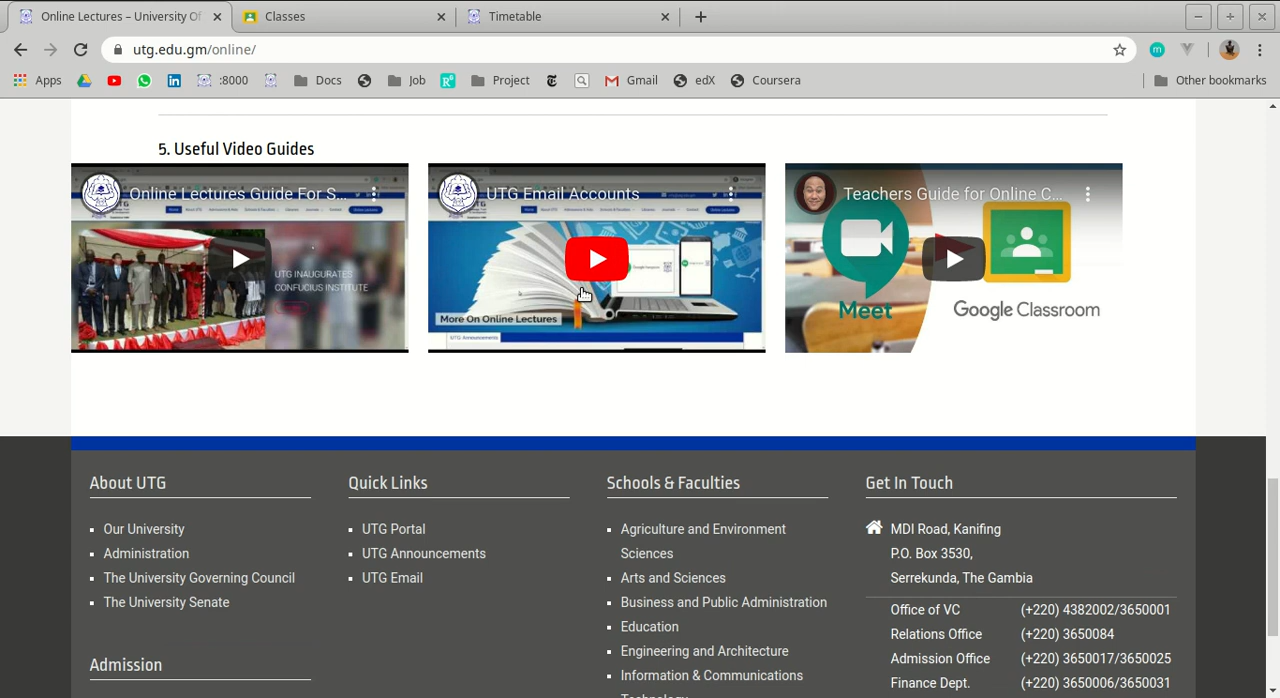 Online Lectures – University Of
Classes
Timetable
utg.edu.gm/online/
Apps
:8000
Docs
Job
Project
Gmail
edX
Coursera
Other bookmarks
5. Useful Video Guides
Online Lectures Guide For S...
UTG INAUGURATES
CONFUCIUS INSTITUTE
UTG Email Accounts
More On Online Lectures
UTG Announcements
Teachers Guide for Online C...
Meet
Google Classroom
About UTG
Our University
Administration
The University Governing Council
The University Senate
Admission
Quick Links
UTG Portal
UTG Announcements
UTG Email
Schools & Faculties
Agriculture and Environment
Sciences
Arts and Sciences
Business and Public Administration
Education
Engineering and Architecture
Information & Communications
Technology
Get In Touch
MDI Road, Kanifing
P.O. Box 3530,
Serrekunda, The Gambia
Office of VC (+220) 4382002/3650001
Relations Office (+220) 3650084
Admission Office (+220) 3650017/3650025
Finance Dept. (+220) 3650006/3650031